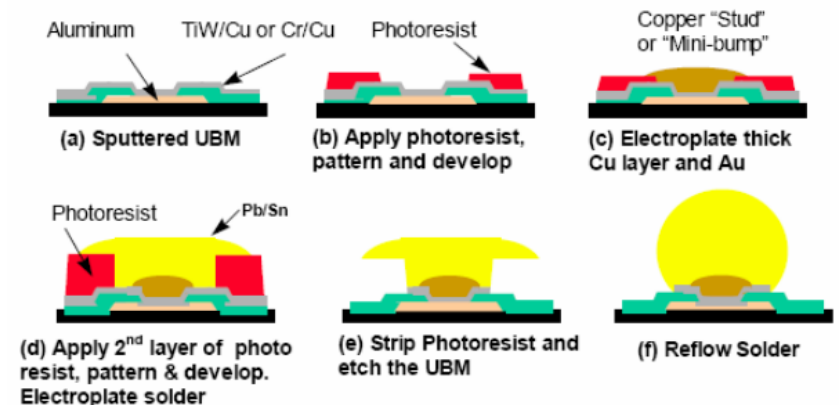 Aluminum
TiW/Cu or Cr/Cu
Photoresist
Copper “Stud”
or “Mini-bump”
(a) Sputtered UBM
(b) Apply photoresist,
pattern and develop
(c) Electroplate thick
Cu layer and Au
Photoresist
Pb/Sn
(d) Apply 2nd layer of photo
resist, pattern & develop.
Electroplate solder
(e) Strip Photoresist and
etch the UBM
(f) Reflow Solder